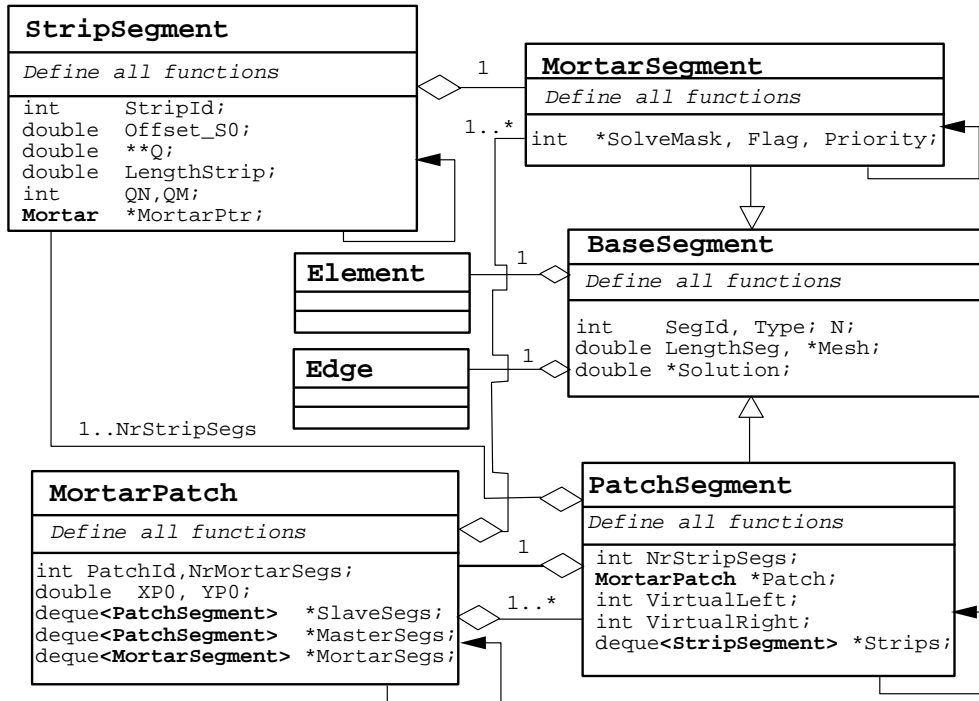 StripSegment
Define all functions
int StripId;
double Offset_S0;
double **Q;
double LengthStrip;
int QN,QM;
Mortar *MortarPtr;
1
MortarSegment
Define all functions
int *SolveMask, Flag, Priority;
1..*
BaseSegment
Define all functions
int SegId, Type; N;
double LengthSeg, *Mesh;
double *Solution;
Element
1
Edge
1
1..NrStripSegs
MortarPatch
Define all functions
int PatchId,NrMortarSegs;
double XP0, YP0;
deque<PatchSegment> *SlaveSegs;
deque<PatchSegment> *MasterSegs;
deque<MortarSegment> *MortarSegs;
1
1..*
PatchSegment
Define all functions
int NrStripSegs;
MortarPatch *Patch;
int VirtualLeft;
int VirtualRight;
deque<StripSegment> *Strips;